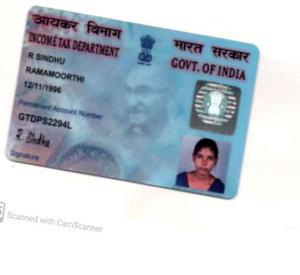 आयकर विभाग
भारत सरकार
INCOME TAX DEPARTMENT
GOVT. OF INDIA
R SINDHU
RAMAMOORTHI
12/11/1996
Permanent Account Number
GTDPS2294L
R. Sindhu
Signature
Scanned with CamScanner